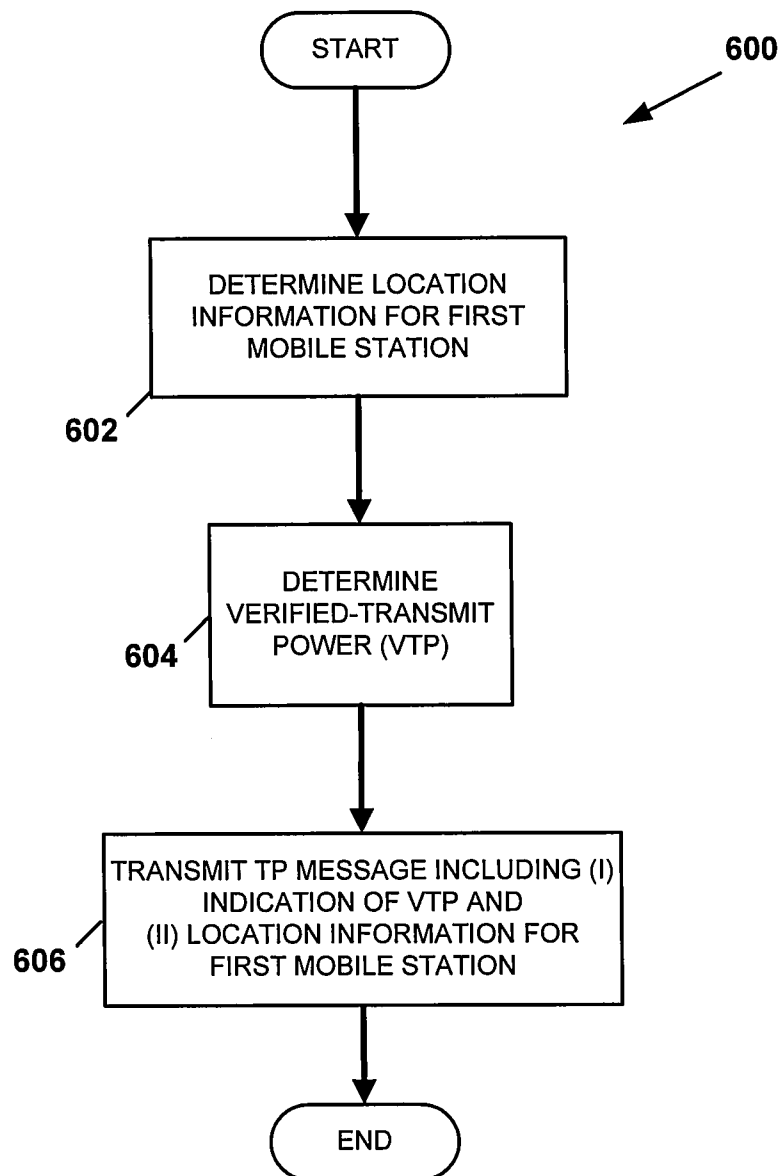 START
600
DETERMINE LOCATION
INFORMATION FOR FIRST
MOBILE STATION
602
DETERMINE
VERIFIED-TRANSMIT
POWER (VTP)
604
TRANSMIT TP MESSAGE INCLUDING (I)
INDICATION OF VTP AND
(II) LOCATION INFORMATION FOR
FIRST MOBILE STATION
606
END